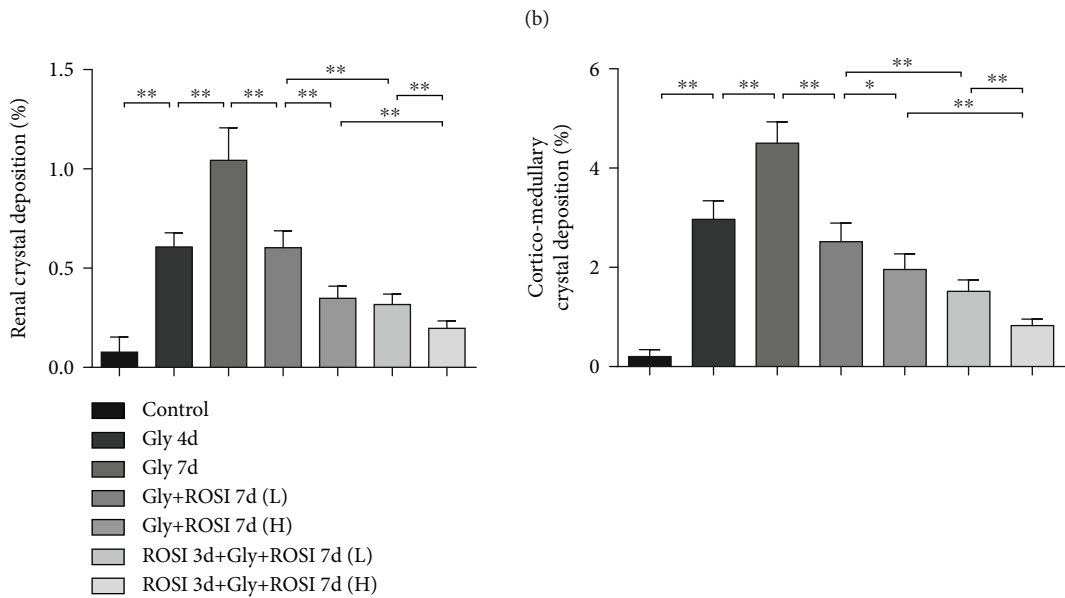 (b)
Renal crystal deposition (%)
1.5
1.0
0.5
0.0
** ** ** ** ** ** **
Cortico-medullary
crystal deposition (%)
6
4
2
0
** ** ** * ** ** **
Control
Gly 4d
Gly 7d
Gly+ROSI 7d (L)
Gly+ROSI 7d (H)
ROSI 3d+Gly+ROSI 7d (L)
ROSI 3d+Gly+ROSI 7d (H)